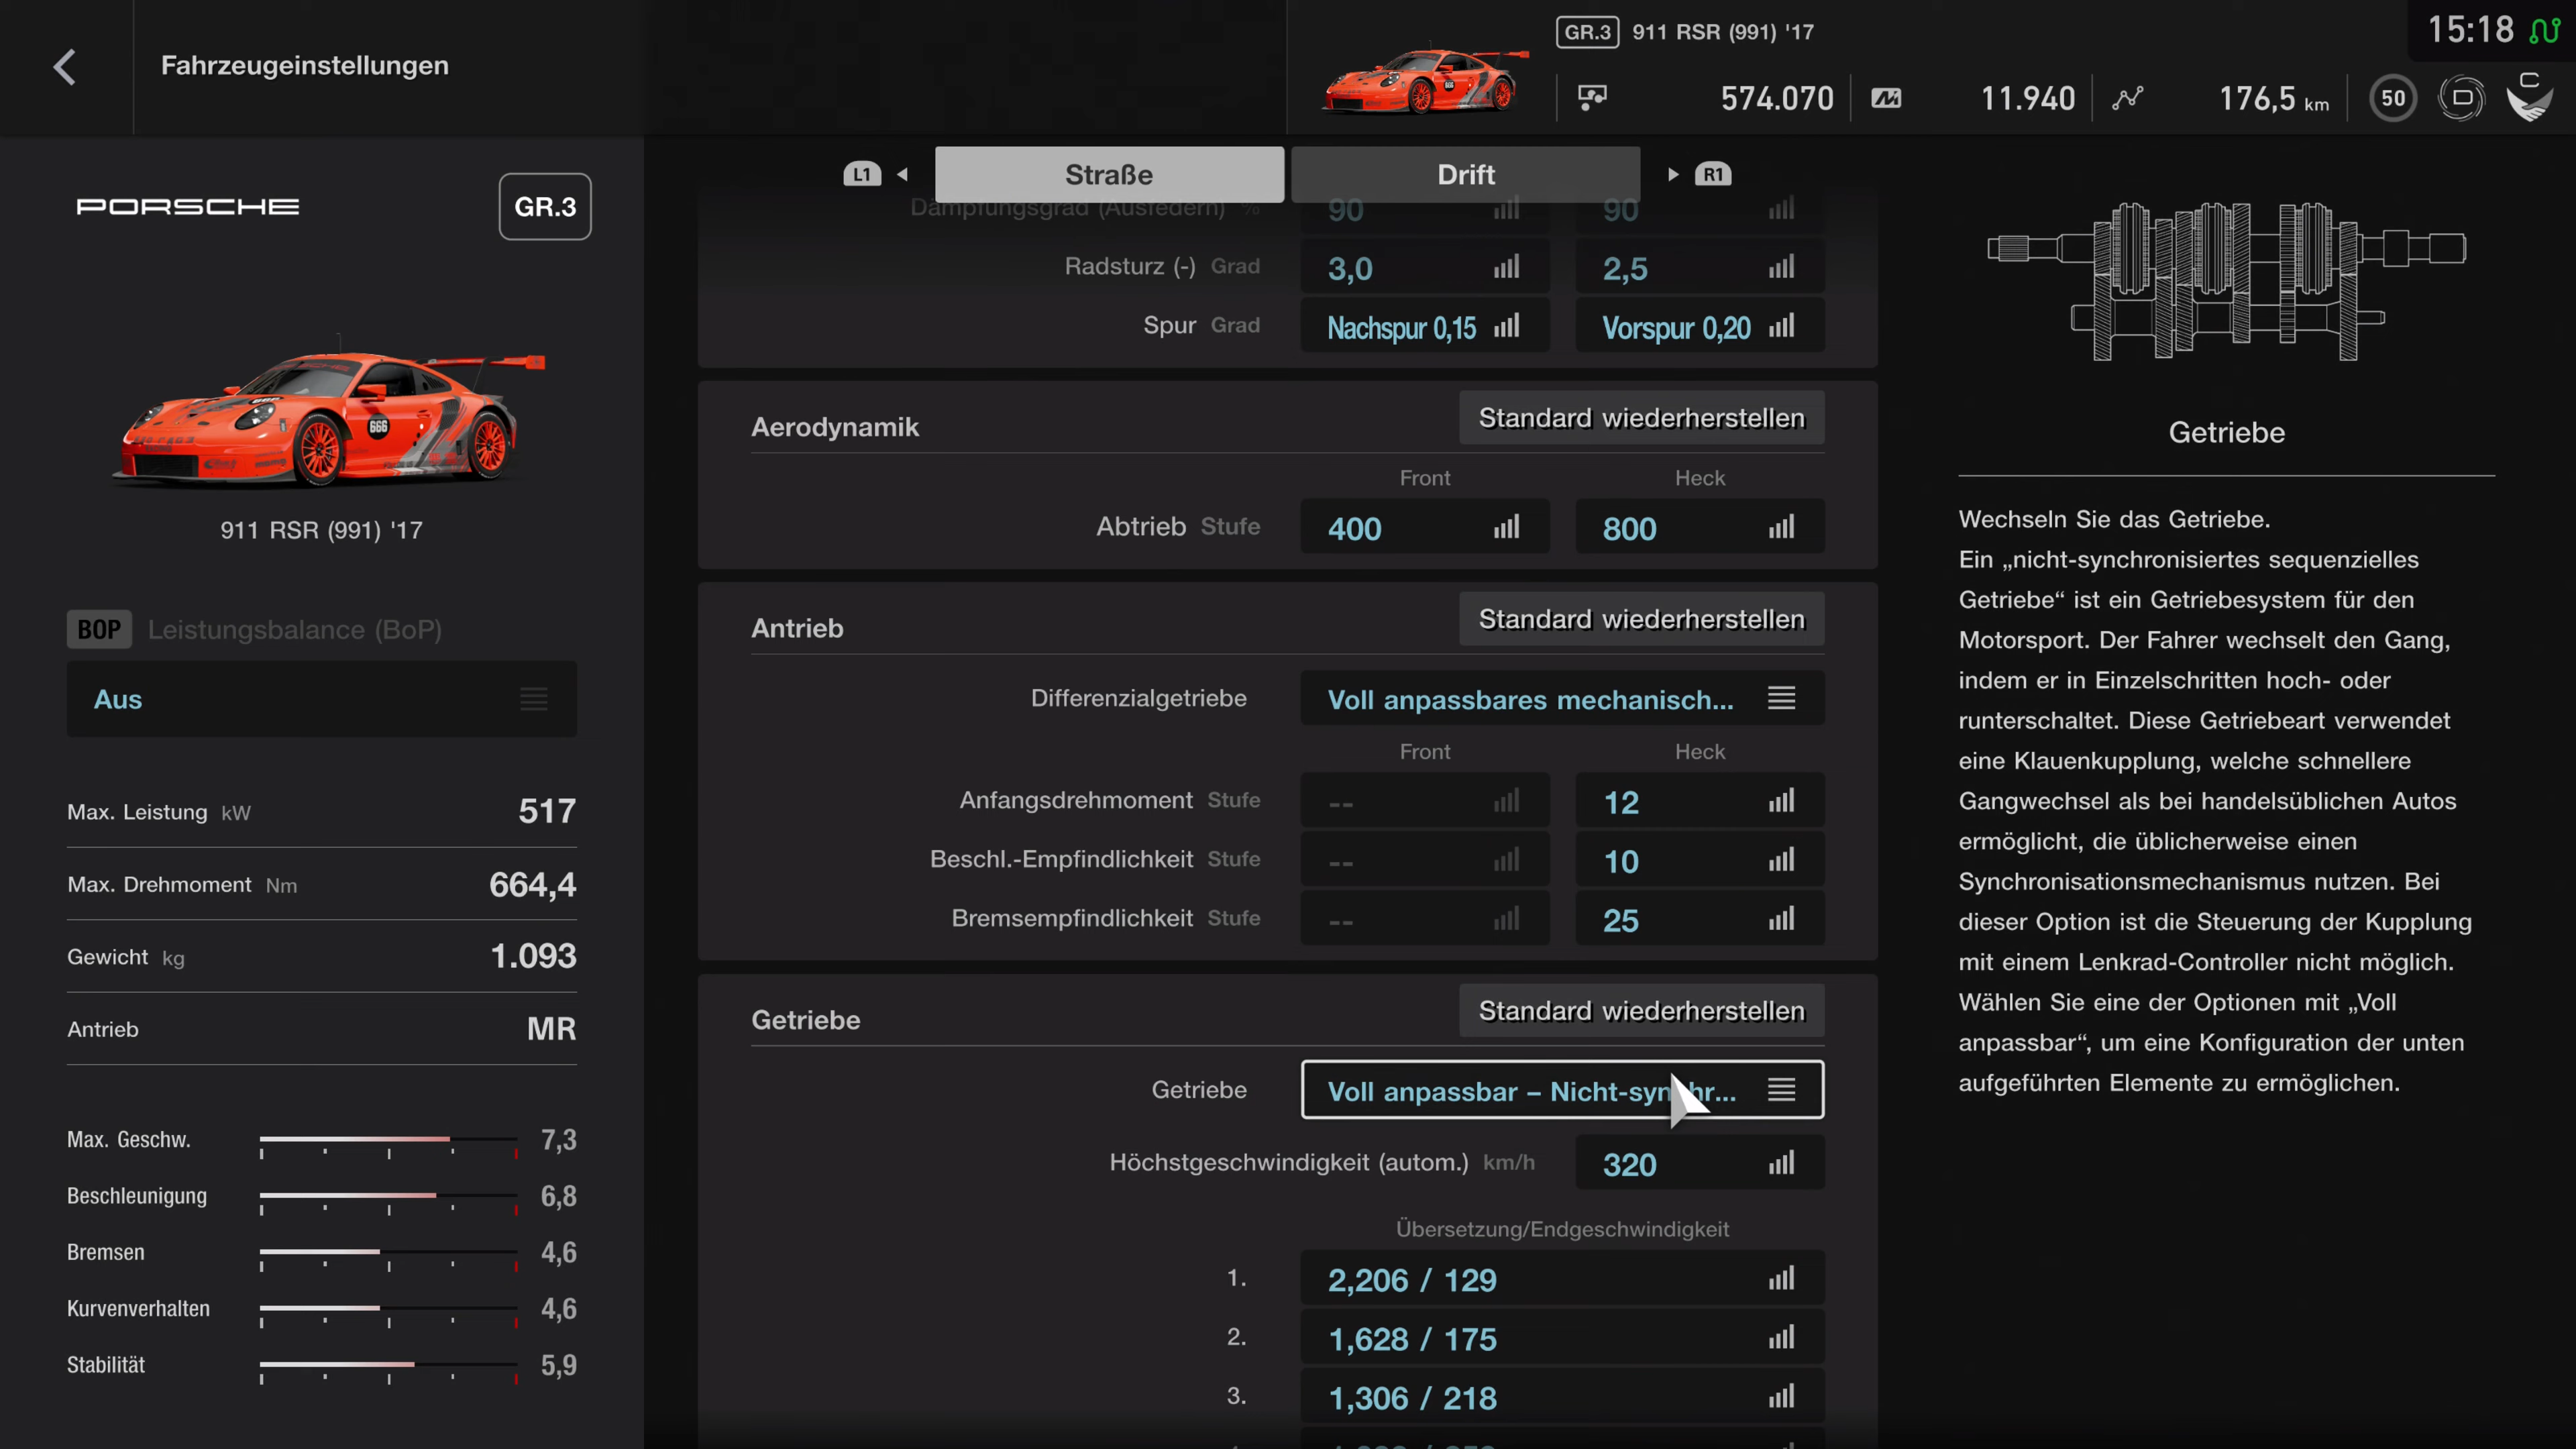 Fahrzeugeinstellungen
GR.3 911 RSR (991) '17
15:18
574.070 11.940 176,5 km 50 D C
PORSCHE GR.3
666
911 RSR (991) '17
BOP Leistungsbalance (BoP)
Aus
Max. Leistung kW 517
Max. Drehmoment Nm 664,4
Gewicht kg 1.093
Antrieb MR
Max. Geschw. 7,3
Beschleunigung 6,8
Bremsen 4,6
Kurvenverhalten 4,6
Stabilität 5,9
L1 Straße Drift R1
Dämpfungsgrad (Ausfedern) % 90 90
Radsturz (-) Grad 3,0 2,5
Spur Grad Nachspur 0,15 Vorspur 0,20
Aerodynamik Standard wiederherstellen
Front Heck
Abtrieb Stufe 400 800
Antrieb Standard wiederherstellen
Differenzialgetriebe Voll anpassbares mechanisch...
Front Heck
Anfangsdrehmoment Stufe -- 12
Beschl.-Empfindlichkeit Stufe -- 10
Bremsempfindlichkeit Stufe -- 25
Getriebe Standard wiederherstellen
Getriebe Voll anpassbar – Nicht-synchr...
Höchstgeschwindigkeit (autom.) km/h 320
Übersetzung/Endgeschwindigkeit
1. 2,206 / 129
2. 1,628 / 175
3. 1,306 / 218
Getriebe
Wechseln Sie das Getriebe.
Ein „nicht-synchronisiertes sequenzielles
Getriebe“ ist ein Getriebesystem für den
Motorsport. Der Fahrer wechselt den Gang,
indem er in Einzelschritten hoch- oder
runterschaltet. Diese Getriebeart verwendet
eine Klauenkupplung, welche schnellere
Gangwechsel als bei handelsüblichen Autos
ermöglicht, die üblicherweise einen
Synchronisationsmechanismus nutzen. Bei
dieser Option ist die Steuerung der Kupplung
mit einem Lenkrad-Controller nicht möglich.
Wählen Sie eine der Optionen mit „Voll
anpassbar“, um eine Konfiguration der unten
aufgeführten Elemente zu ermöglichen.